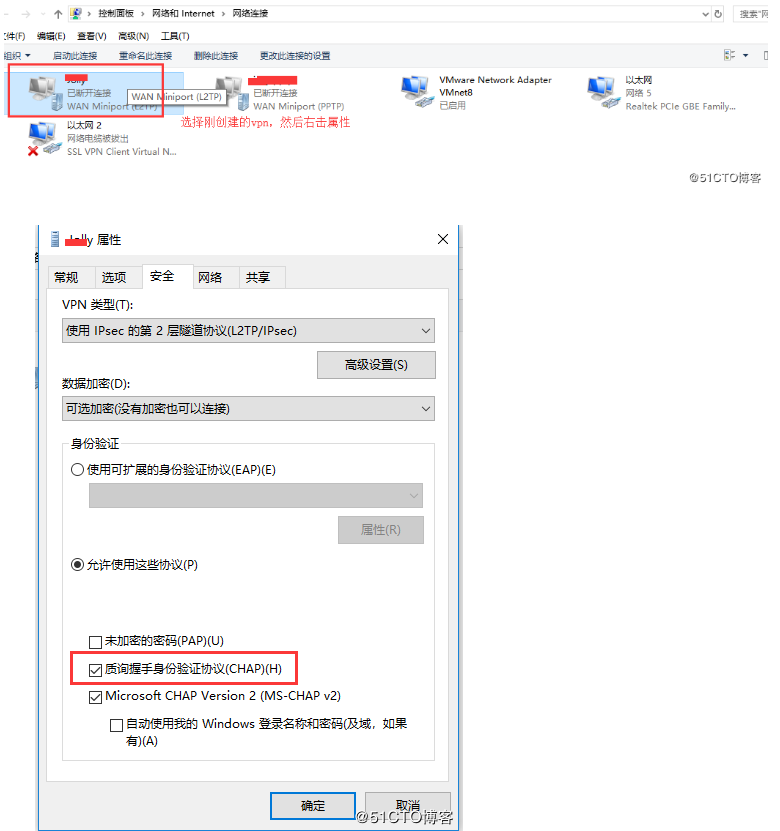 控制面板 > 网络和 Internet > 网络连接
搜索"网
编辑(E) 查看(V) 高级(N) 工具(T)
组织 启动此连接 重命名此连接 删除此连接 更改此连接的设置
已断开连接
WAN Miniport (L2TP)
WAN Miniport (L2TP)
已断开连接
WAN Miniport (PPTP)
VMware Network Adapter
VMnet8
已启用
以太网
网络 5
Realtek PCIe GBE Family...
选择刚创建的vpn，然后右击属性
以太网 2
网络电缆被拔出
SSL VPN Client Virtual N...
@51CTO博客
属性
常规 选项 安全 网络 共享
VPN 类型(T):
使用 IPsec 的第 2 层隧道协议(L2TP/IPsec)
高级设置(S)
数据加密(D):
可选加密(没有加密也可以连接)
身份验证
使用可扩展的身份验证协议(EAP)(E)
属性(R)
允许使用这些协议(P)
未加密的密码(PAP)(U)
质询握手身份验证协议(CHAP)(H)
Microsoft CHAP Version 2 (MS-CHAP v2)
自动使用我的 Windows 登录名称和密码(及域，如果
有)(A)
确定 取消
@51CTO博客